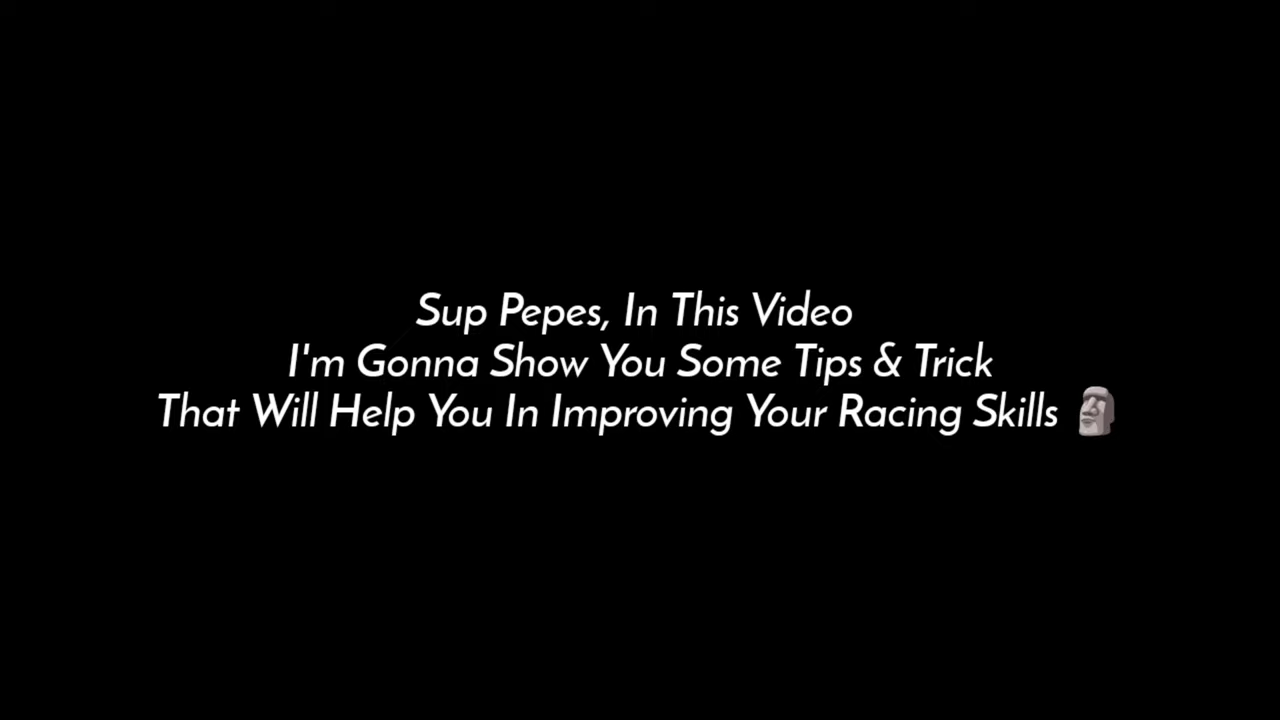 Sup Pepes, In This Video
I'm Gonna Show You Some Tips & Trick
That Will Help You In Improving Your Racing Skills 🗿